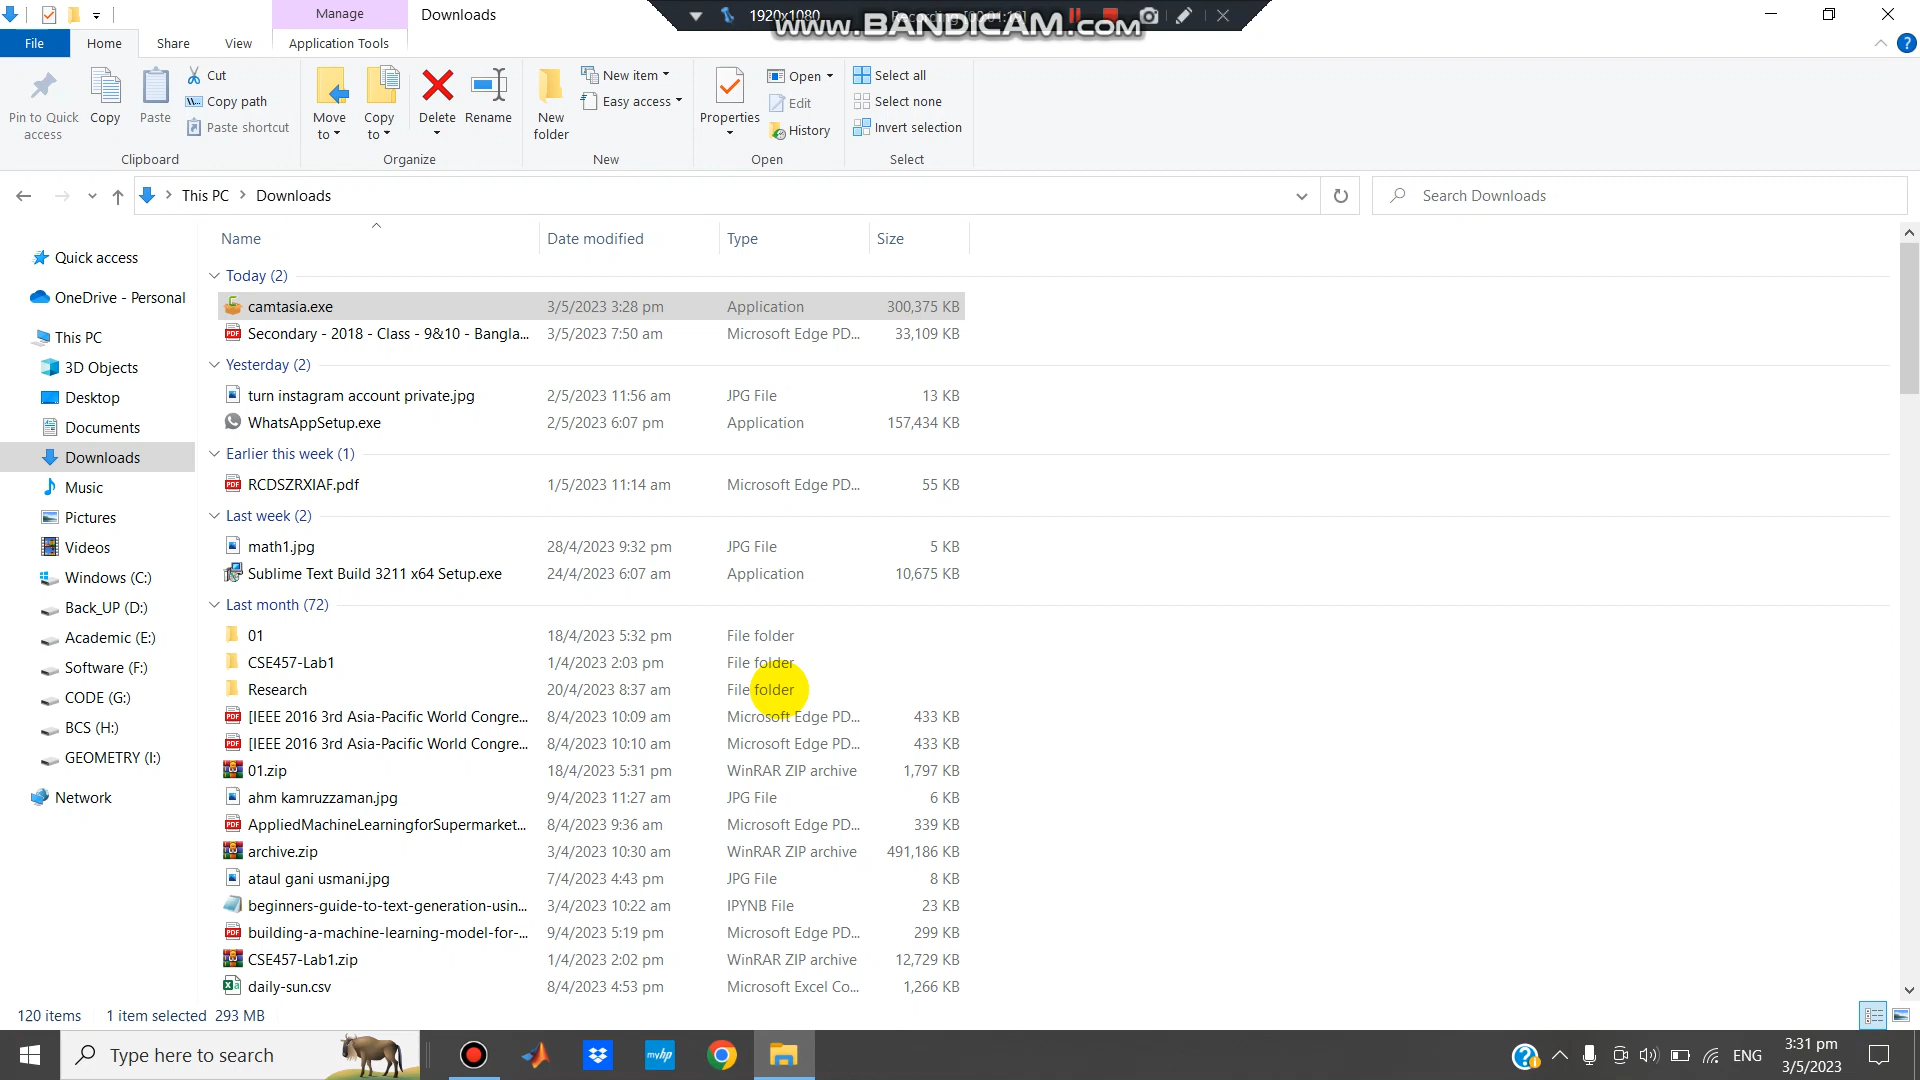 Manage
Downloads
1920x1080
Recording [00:01:19]
www.BANDICAM.com
File
Home
Share
View
Application Tools
Pin to Quick access
Copy
Paste
Cut
Copy path
Paste shortcut
Clipboard
Move to
Copy to
Delete
Rename
Organize
New folder
New item
Easy access
New
Properties
Open
Edit
History
Open
Select all
Select none
Invert selection
Select
This PC
Downloads
Search Downloads
Quick access
OneDrive - Personal
This PC
3D Objects
Desktop
Documents
Downloads
Music
Pictures
Videos
Windows (C:)
Back_UP (D:)
Academic (E:)
Software (F:)
CODE (G:)
BCS (H:)
GEOMETRY (I:)
Network
Name Date modified Type Size
Today (2)
camtasia.exe 3/5/2023 3:28 pm Application 300,375 KB
Secondary - 2018 - Class - 9&10 - Bangla... 3/5/2023 7:50 am Microsoft Edge PD... 33,109 KB
Yesterday (2)
turn instagram account private.jpg 2/5/2023 11:56 am JPG File 13 KB
WhatsAppSetup.exe 2/5/2023 6:07 pm Application 157,434 KB
Earlier this week (1)
RCDSZRXIAF.pdf 1/5/2023 11:14 am Microsoft Edge PD... 55 KB
Last week (2)
math1.jpg 28/4/2023 9:32 pm JPG File 5 KB
Sublime Text Build 3211 x64 Setup.exe 24/4/2023 6:07 am Application 10,675 KB
Last month (72)
01 18/4/2023 5:32 pm File folder
CSE457-Lab1 1/4/2023 2:03 pm File folder
Research 20/4/2023 8:37 am File folder
[IEEE 2016 3rd Asia-Pacific World Congre... 8/4/2023 10:09 am Microsoft Edge PD... 433 KB
[IEEE 2016 3rd Asia-Pacific World Congre... 8/4/2023 10:10 am Microsoft Edge PD... 433 KB
01.zip 18/4/2023 5:31 pm WinRAR ZIP archive 1,797 KB
ahm kamruzzaman.jpg 9/4/2023 11:27 am JPG File 6 KB
AppliedMachineLearningforSupermarket... 8/4/2023 9:36 am Microsoft Edge PD... 339 KB
archive.zip 3/4/2023 10:30 am WinRAR ZIP archive 491,186 KB
ataul gani usmani.jpg 7/4/2023 4:43 pm JPG File 8 KB
beginners-guide-to-text-generation-usin... 3/4/2023 10:22 am IPYNB File 23 KB
building-a-machine-learning-model-for-... 9/4/2023 5:19 pm Microsoft Edge PD... 299 KB
CSE457-Lab1.zip 1/4/2023 2:02 pm WinRAR ZIP archive 12,729 KB
daily-sun.csv 8/4/2023 4:53 pm Microsoft Excel Co... 1,266 KB
120 items 1 item selected 293 MB
Type here to search
myhp
ENG
3:31 pm
3/5/2023